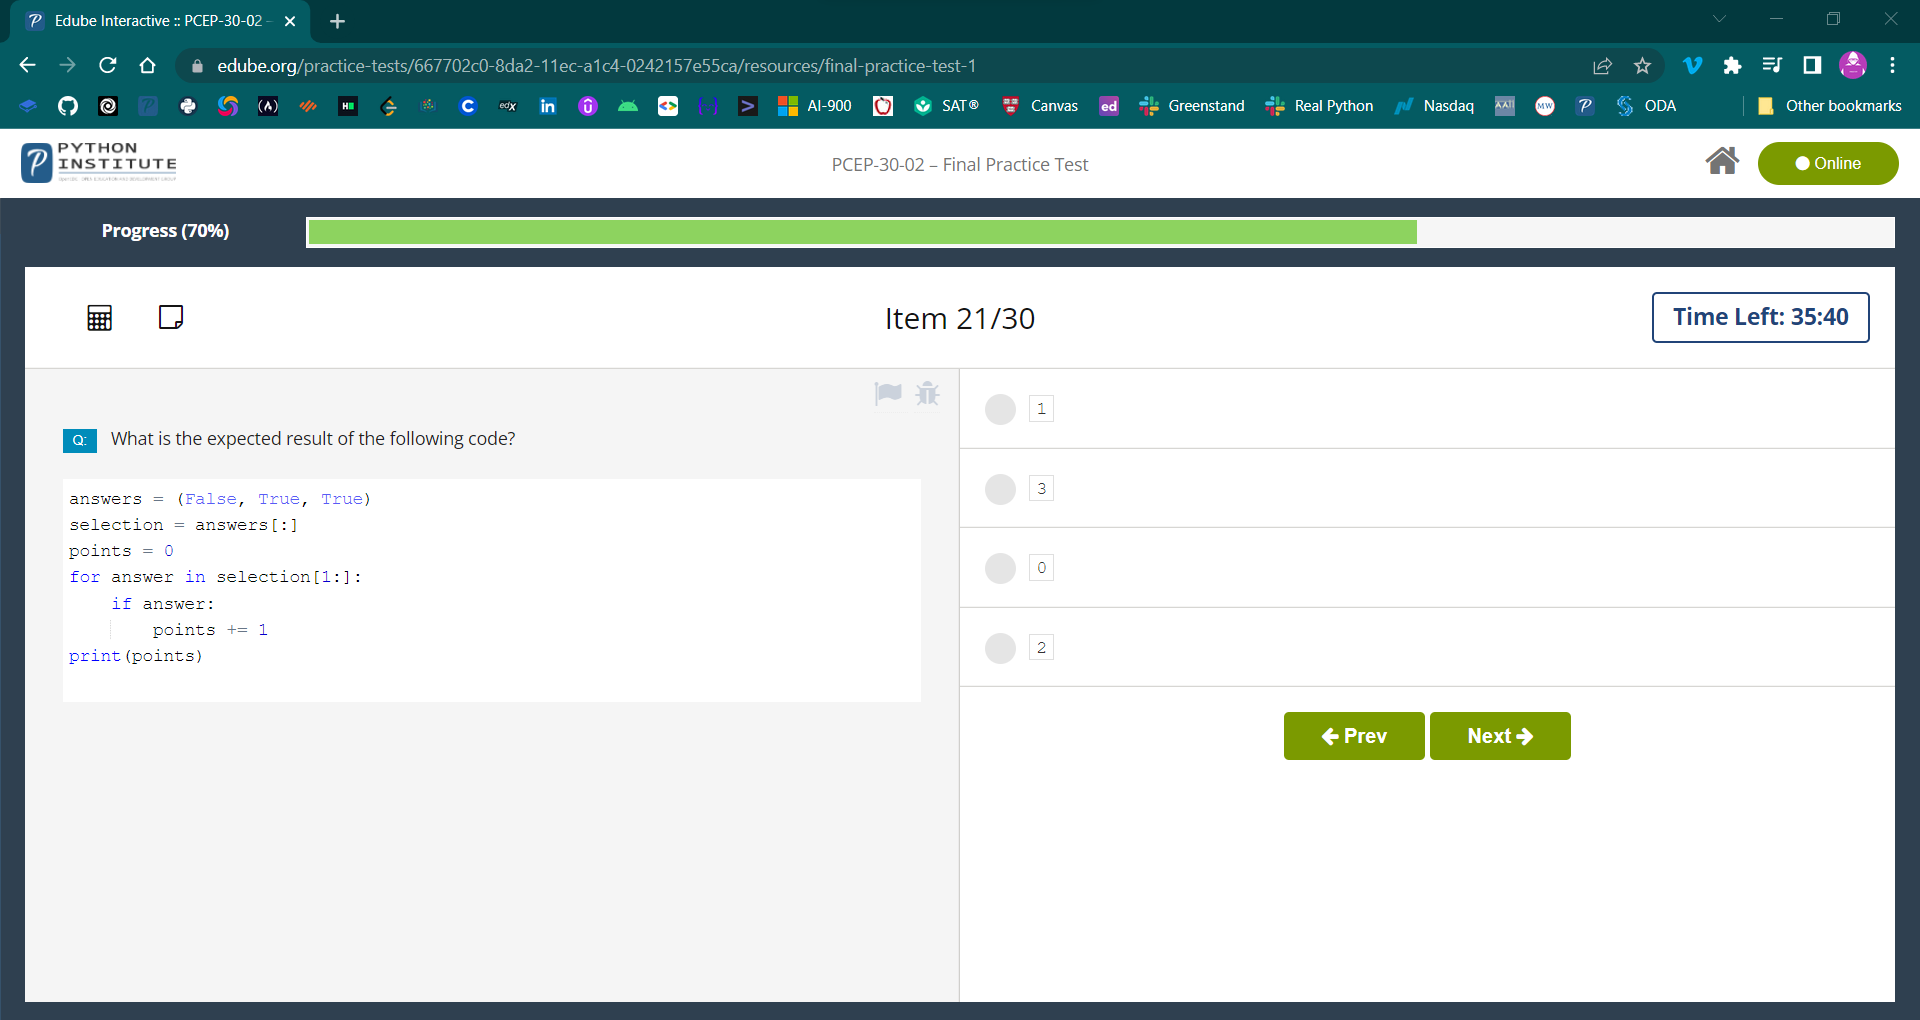 Edube Interactive :: PCEP-30-02 -
edube.org/practice-tests/667702c0-8da2-11ec-a1c4-0242157e55ca/resources/final-practice-test-1
AI-900
SAT®
Canvas
ed
Greenstand
Real Python
Nasdaq
MW
ODA
Other bookmarks
PYTHON
INSTITUTE
PCEP-30-02 – Final Practice Test
Online
Progress (70%)
Item 21/30
Time Left: 35:40
Q: What is the expected result of the following code?
answers = (False, True, True)
selection = answers[:]
points = 0
for answer in selection[1:]:
    if answer:
        points += 1
print(points)
1
3
0
2
Prev
Next